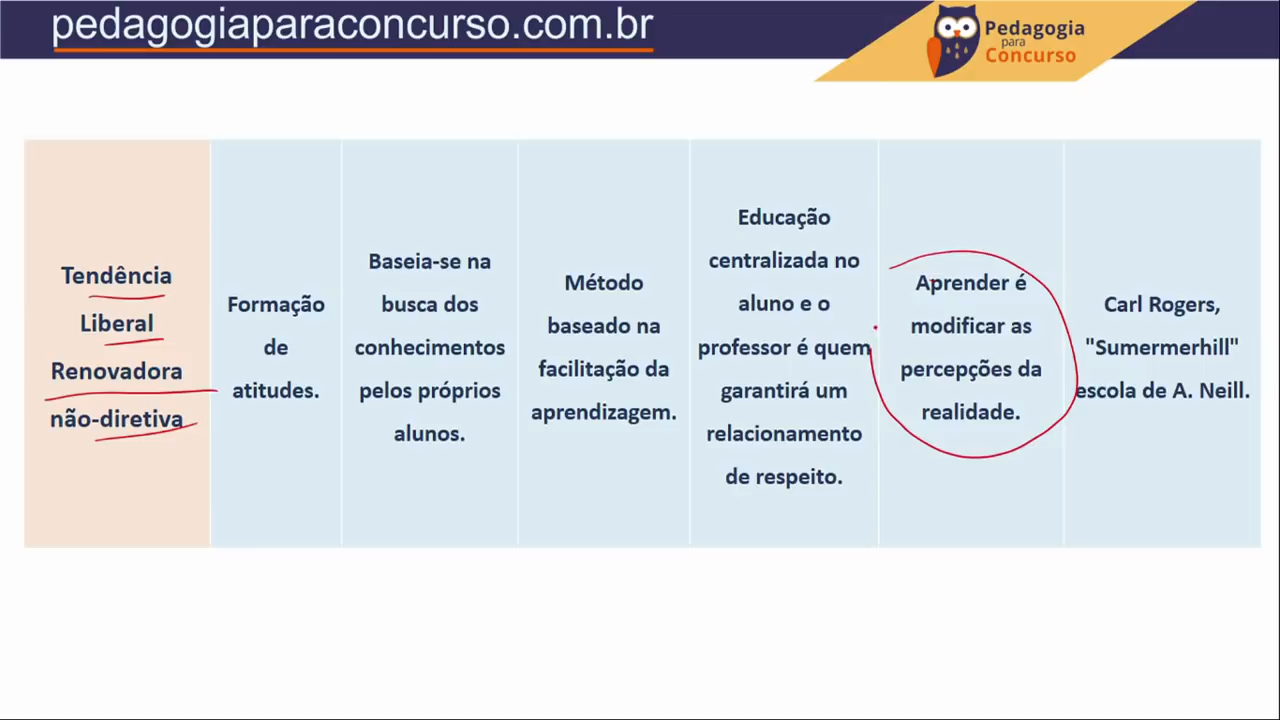 pedagogiaparaconcurso.com.br
Pedagogia
para
Concurso
Tendência
Liberal
Renovadora
não-diretiva
Formação
de
atitudes.
Baseia-se na
busca dos
conhecimentos
pelos próprios
alunos.
Método
baseado na
facilitação da
aprendizagem.
Educação
centralizada no
aluno e o
professor é quem
garantirá um
relacionamento
de respeito.
Aprender é
modificar as
percepções da
realidade.
Carl Rogers,
"Sumermerhill"
escola de A. Neill.